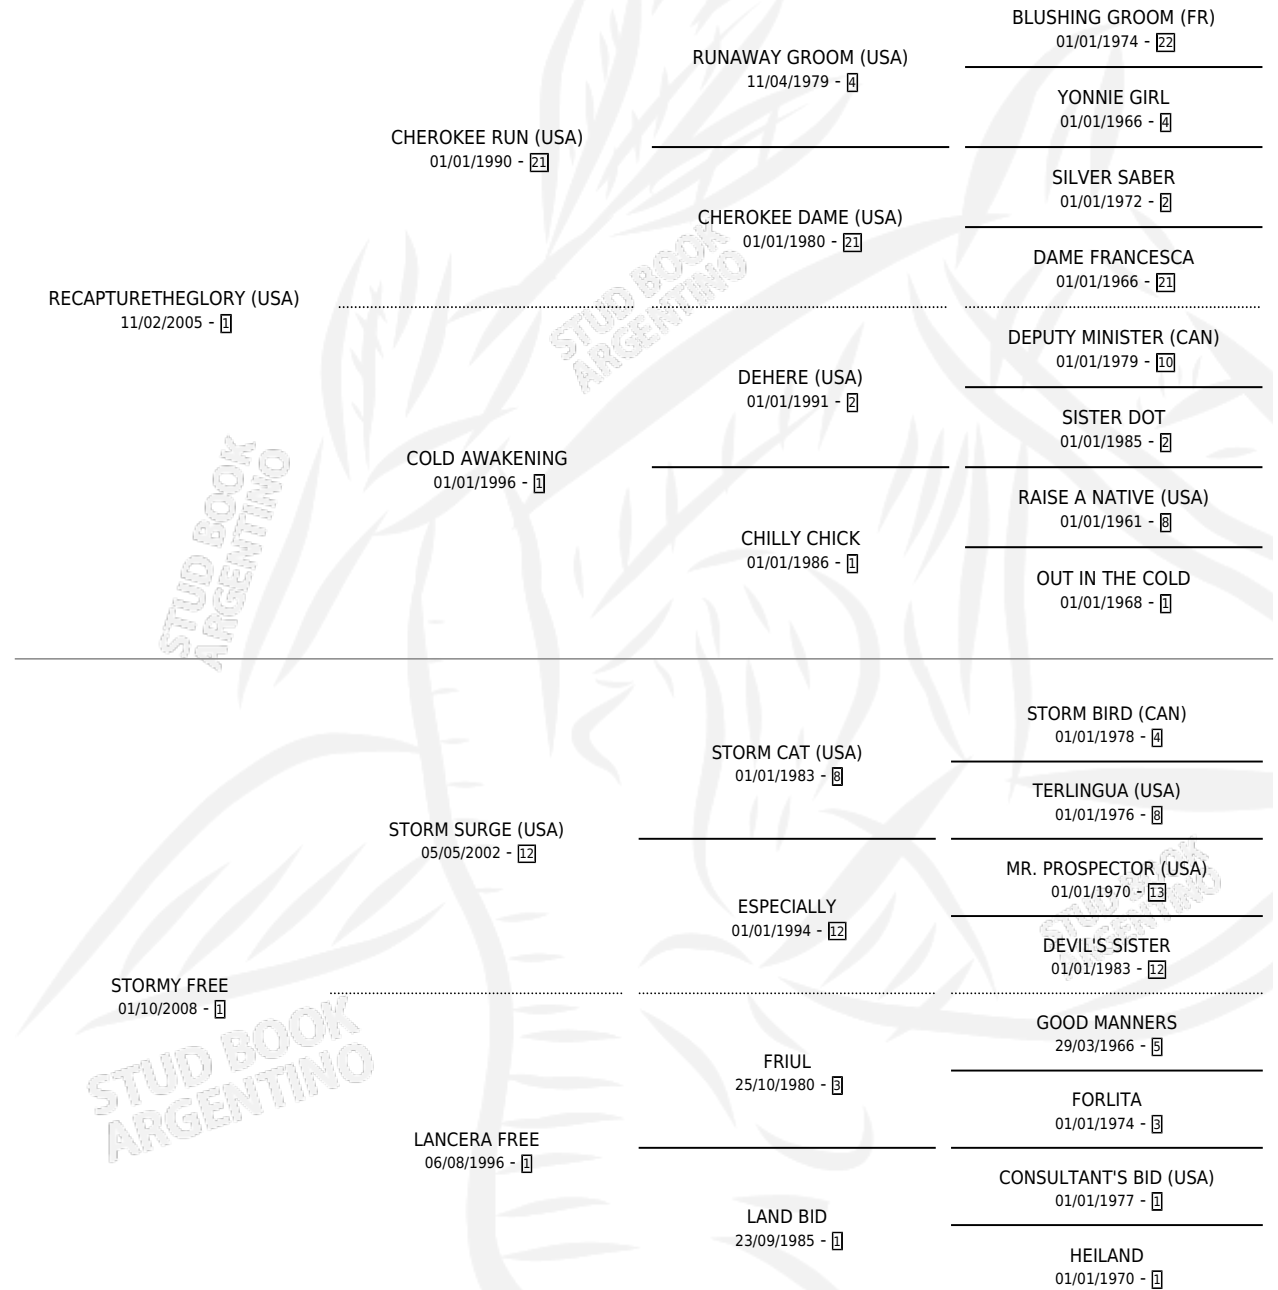 BLUSHING GROOM (FR)
01/01/1974 - 22
RUNAWAY GROOM (USA)
11/04/1979 - 4
YONNIE GIRL
01/01/1966 - 4
CHEROKEE RUN (USA)
01/01/1990 - 21
SILVER SABER
01/01/1972 - 2
CHEROKEE DAME (USA)
01/01/1980 - 21
DAME FRANCESCA
01/01/1966 - 21
RECAPTURETHEGLORY (USA)
11/02/2005 - 1
STUD BOOK
ARGENTINO
DEPUTY MINISTER (CAN)
01/01/1979 - 10
DEHERE (USA)
01/01/1991 - 2
SISTER DOT
01/01/1985 - 2
COLD AWAKENING
01/01/1996 - 1
RAISE A NATIVE (USA)
01/01/1961 - 8
CHILLY CHICK
01/01/1986 - 1
OUT IN THE COLD
01/01/1968 - 1
STUD BOOK
ARGENTINO
STORM BIRD (CAN)
01/01/1978 - 4
STORM CAT (USA)
01/01/1983 - 8
TERLINGUA (USA)
01/01/1976 - 8
STORM SURGE (USA)
05/05/2002 - 12
MR. PROSPECTOR (USA)
01/01/1970 - 13
ESPECIALLY
01/01/1994 - 12
STUD BOOK
ARGENTINO
DEVIL'S SISTER
01/01/1983 - 12
STORMY FREE
01/10/2008 - 1
GOOD MANNERS
29/03/1966 - 5
FRIUL
25/10/1980 - 3
STUD BOOK
ARGENTINO
FORLITA
01/01/1974 - 3
LANCERA FREE
06/08/1996 - 1
CONSULTANT'S BID (USA)
01/01/1977 - 1
LAND BID
23/09/1985 - 1
HEILAND
01/01/1970 - 1